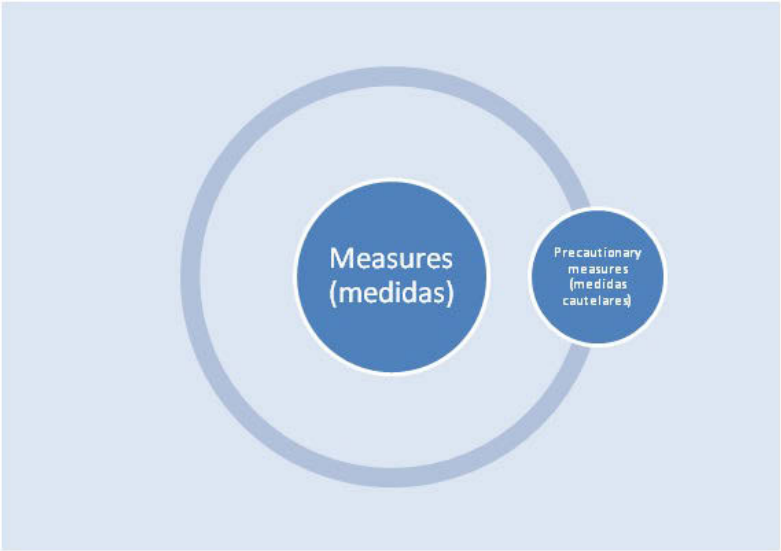 Measures
(medidas)
Precautionary
measures
(medidas
cautelares)